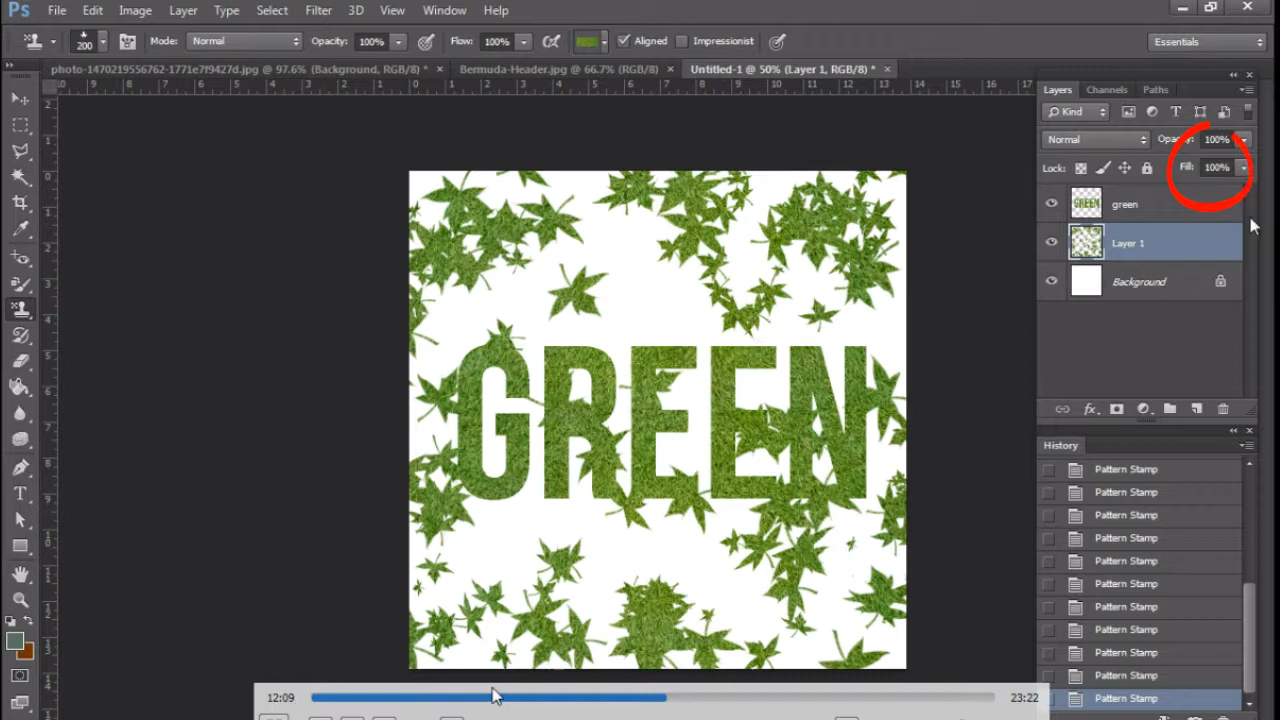 Ps File Edit Image Layer Type Select Filter 3D View Window Help
200 Mode: Normal Opacity: 100% Flow: 100% Aligned Impressionist Essentials
photo-1470219556762-1771e7f9427d.jpg @ 97.6% (Background, RGB/8) * × Bermuda-Header.jpg @ 66.7% (RGB/8) × Untitled-1 @ 50% (Layer 1, RGB/8) * ×
Layers Channels Paths
Kind
Normal Opacity: 100%
Lock: Fill: 100%
GREEN green
Layer 1
Background
GREEN
fx
History
Pattern Stamp
Pattern Stamp
Pattern Stamp
Pattern Stamp
Pattern Stamp
Pattern Stamp
Pattern Stamp
Pattern Stamp
Pattern Stamp
Pattern Stamp
Pattern Stamp
12:09 23:22